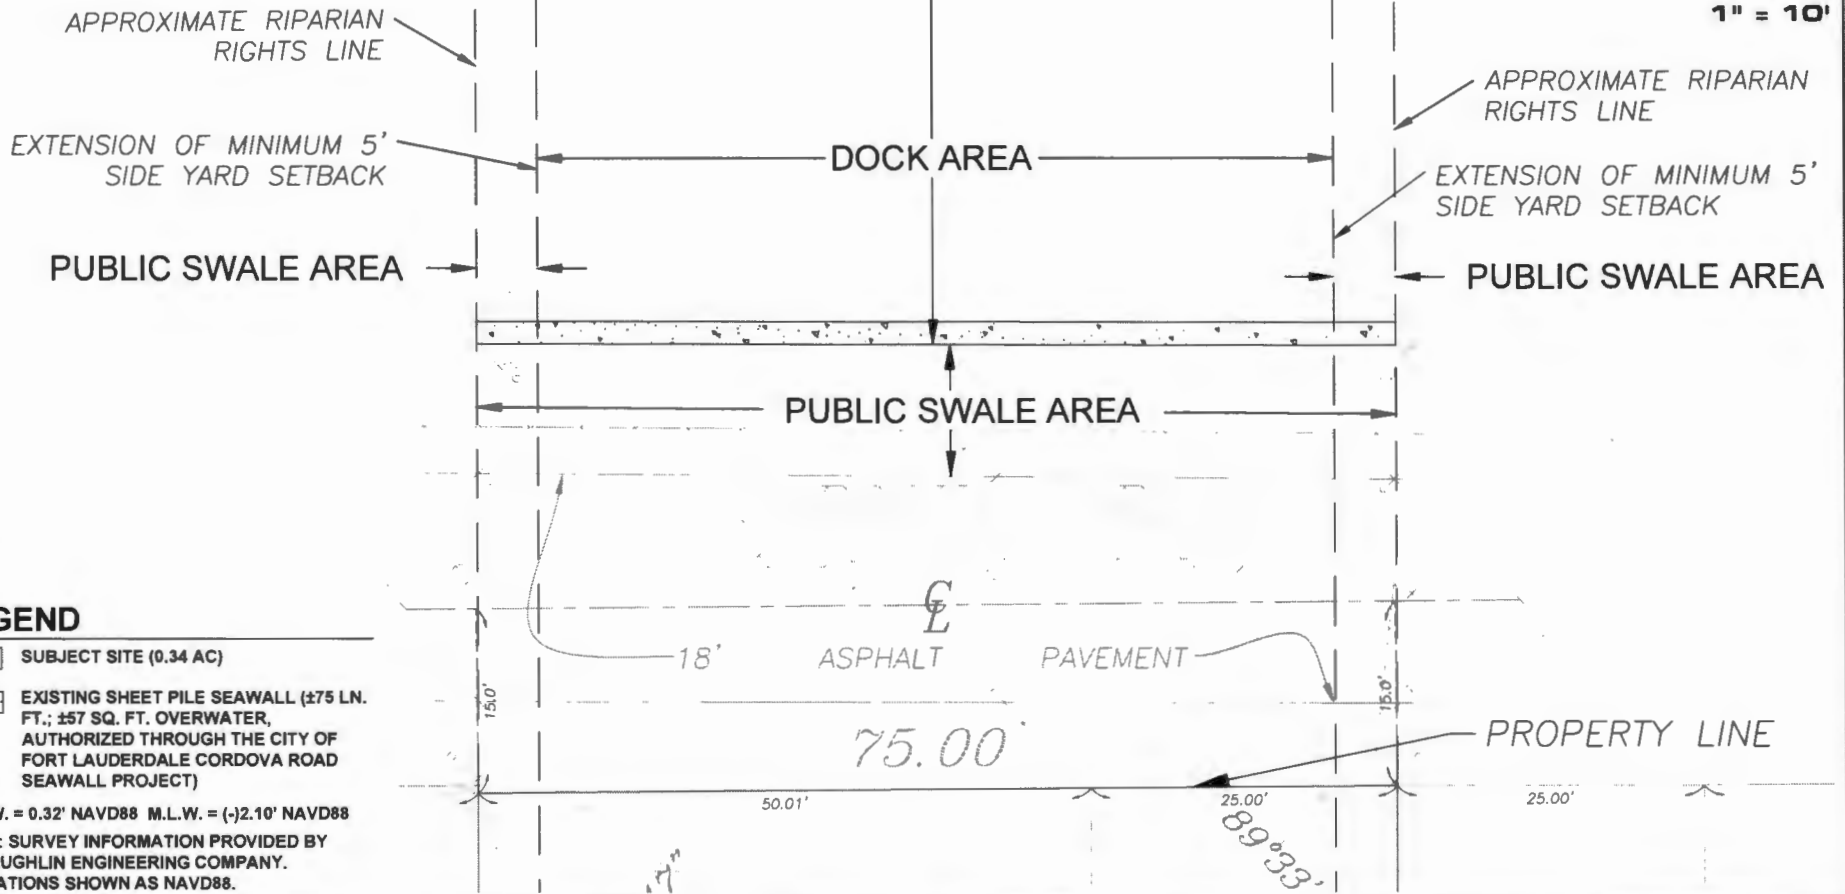 1" = 10'
APPROXIMATE RIPARIAN
RIGHTS LINE
APPROXIMATE RIPARIAN
RIGHTS LINE
EXTENSION OF MINIMUM 5'
SIDE YARD SETBACK
DOCK AREA
EXTENSION OF MINIMUM 5'
SIDE YARD SETBACK
PUBLIC SWALE AREA
PUBLIC SWALE AREA
PUBLIC SWALE AREA
℄
18' ASPHALT PAVEMENT
15.0'
15.0'
75.00'
PROPERTY LINE
50.01'
25.00'
25.00'
89°33'
7"
GEND
SUBJECT SITE (0.34 AC)
EXISTING SHEET PILE SEAWALL (±75 LN.
FT.; ±57 SQ. FT. OVERWATER,
AUTHORIZED THROUGH THE CITY OF
FORT LAUDERDALE CORDOVA ROAD
SEAWALL PROJECT)
. = 0.32' NAVD88 M.L.W. = (-)2.10' NAVD88
: SURVEY INFORMATION PROVIDED BY
UGHLIN ENGINEERING COMPANY.
ATIONS SHOWN AS NAVD88.